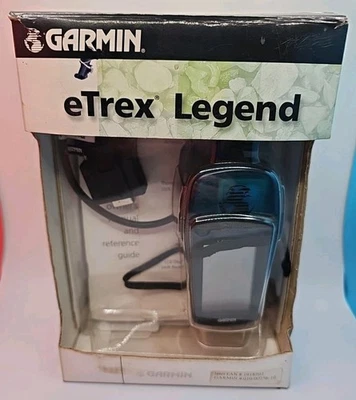 GARMIN.
eTrex® Legend
and
reference
guide
GARMIN